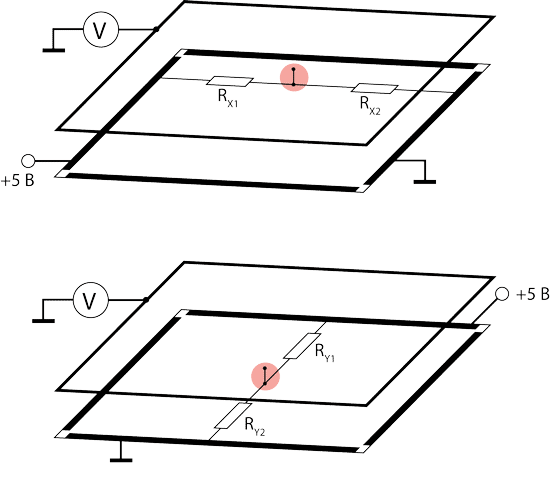 V
R X1
R X2
+5 В
V
+5 В
R Y1
R Y2